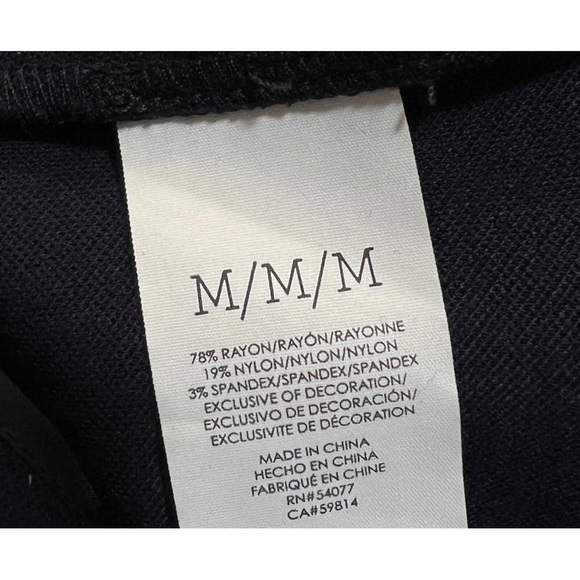 M/M/M
78% RAYON/RAYÓN/RAYONNE
19% NYLON/NYLON/NYLON
3% SPANDEX/SPANDEX/SPANDEX
EXCLUSIVE OF DECORATION/
EXCLUSIVO DE DECORACIÓN/
EXCLUSIVITE DE DÉCORATION
MADE IN CHINA
HECHO EN CHINA
FABRIQUÉ EN CHINE
RN#54077
CA#59814